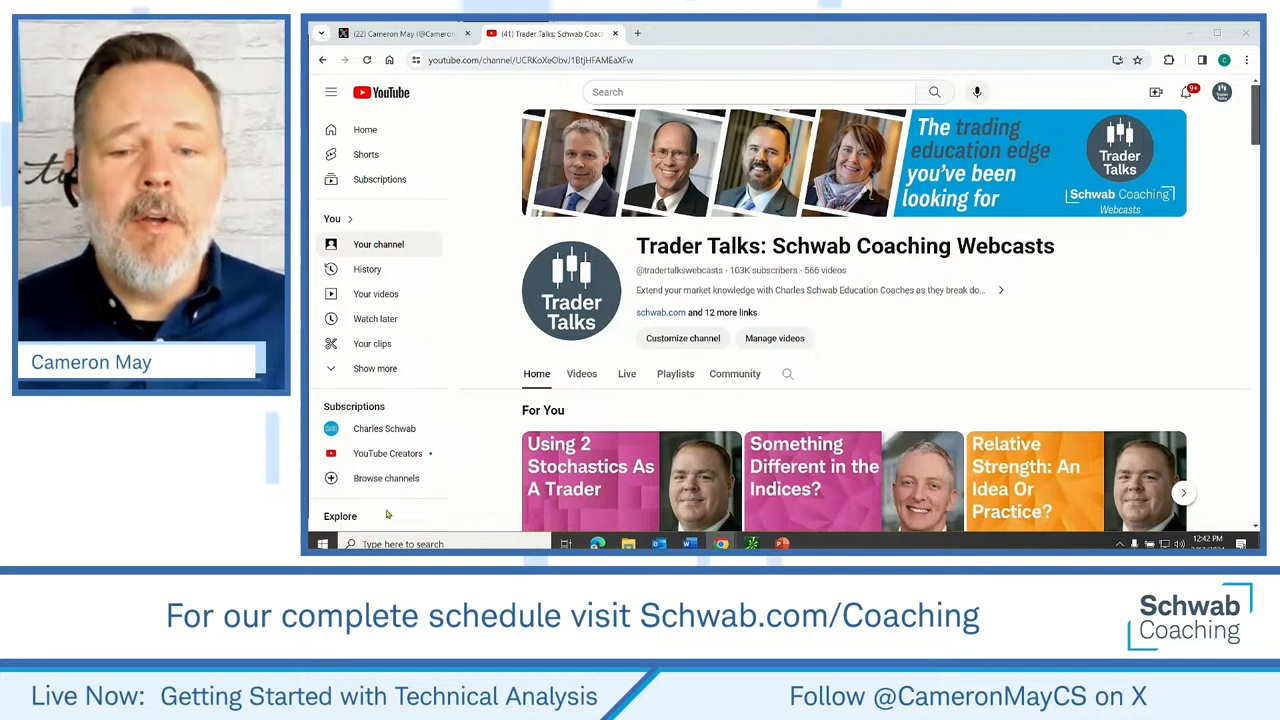 Cameron May
(22) Cameron May (@Cameron
(41) Trader Talks: Schwab Coac
youtube.com/channel/UCRKoXeObvJ1BtjHFAMEaXFw
YouTube
Search
9+
Trader Talks
Home
Shorts
Subscriptions
You
Your channel
History
Your videos
Watch later
Your clips
Show more
Subscriptions
Charles Schwab
YouTube Creators
Browse channels
Explore
The trading
education edge
you've been
looking for
Trader
Talks
Schwab Coaching
Webcasts
Trader
Talks
Trader Talks: Schwab Coaching Webcasts
@tradertalkswebcasts · 103K subscribers · 566 videos
Extend your market knowledge with Charles Schwab Education Coaches as they break do...
schwab.com and 12 more links
Customize channel
Manage videos
Home
Videos
Live
Playlists
Community
For You
Using 2
Stochastics As
A Trader
Something
Different in the
Indices?
Relative
Strength: An
Idea Or
Practice?
Type here to search
12:42 PM
For our complete schedule visit Schwab.com/Coaching
Schwab
Coaching
Live Now: Getting Started with Technical Analysis
Follow @CameronMayCS on X